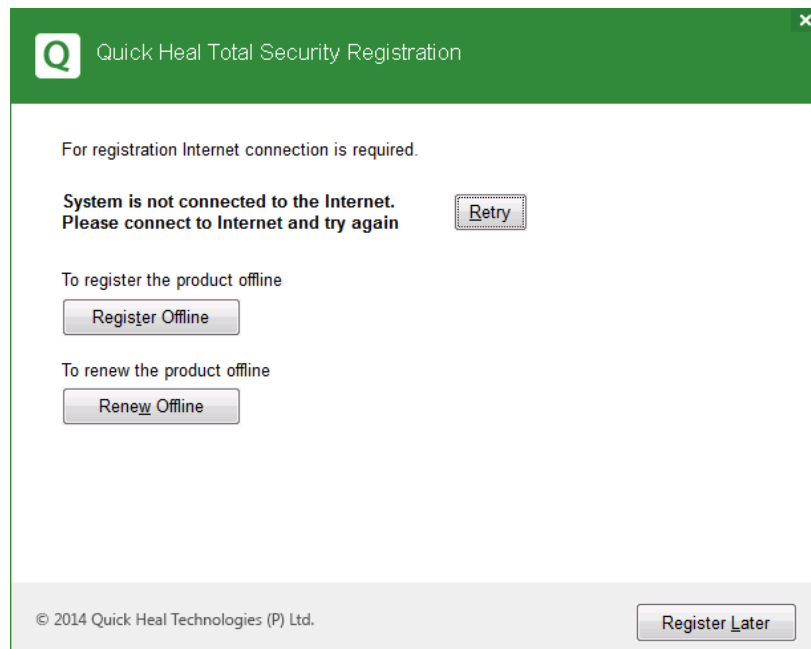 Q Quick Heal Total Security Registration
For registration Internet connection is required.
System is not connected to the Internet.
Please connect to Internet and try again
Retry
To register the product offline
Register Offline
To renew the product offline
Renew Offline
© 2014 Quick Heal Technologies (P) Ltd.
Register Later